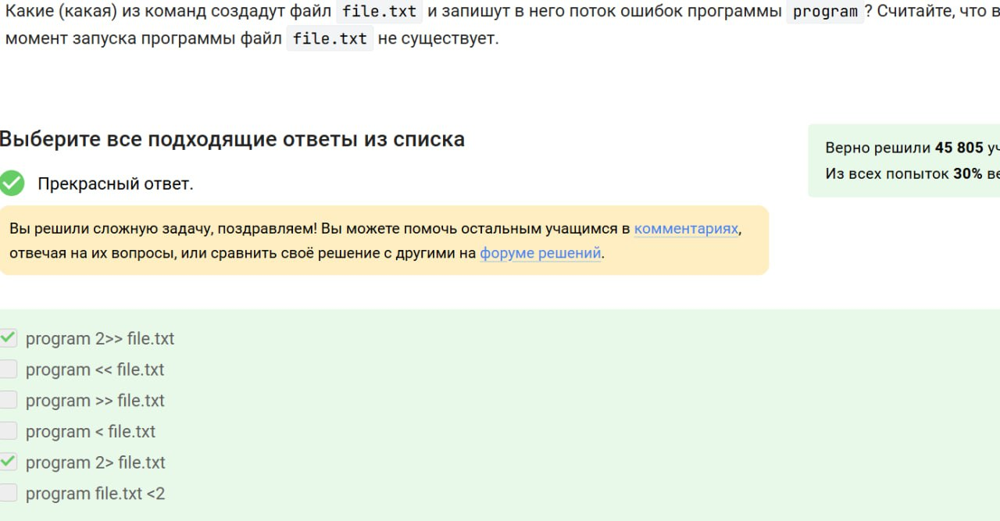 Какие (какая) из команд создадут файл file.txt и запишут в него поток ошибок программы program ? Считайте, что в
момент запуска программы файл file.txt не существует.
Выберите все подходящие ответы из списка
Верно решили 45 805
Из всех попыток 30%
Прекрасный ответ.
Вы решили сложную задачу, поздравляем! Вы можете помочь остальным учащимся в комментариях,
отвечая на их вопросы, или сравнить своё решение с другими на форуме решений.
program 2>> file.txt
program << file.txt
program >> file.txt
program < file.txt
program 2> file.txt
program file.txt <2